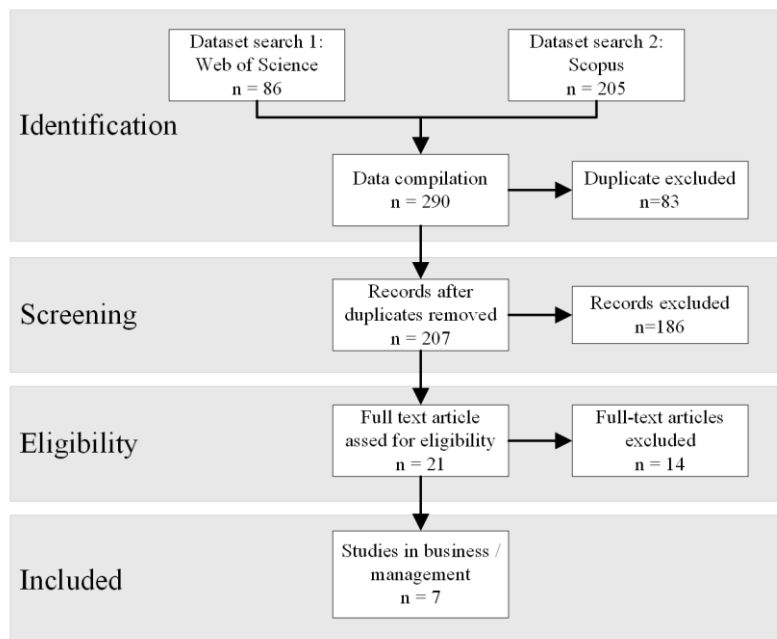 Identification
Dataset search 1:
Web of Science
n = 86
Dataset search 2:
Scopus
n = 205
Data compilation
n = 290
Duplicate excluded
n=83
Screening
Records after
duplicates removed
n = 207
Records excluded
n=186
Eligibility
Full text article
assed for eligibility
n = 21
Full-text articles
excluded
n = 14
Included
Studies in business /
management
n = 7